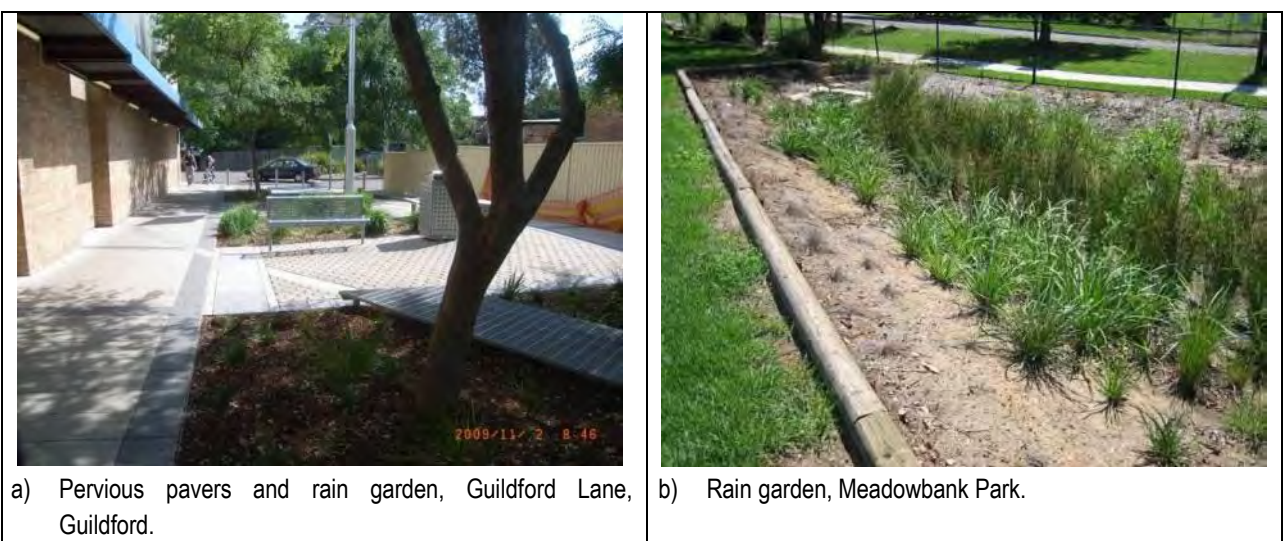 2009/11/ 2 8:46
a) Pervious pavers and rain garden, Guildford Lane,
Guildford.
b) Rain garden, Meadowbank Park.